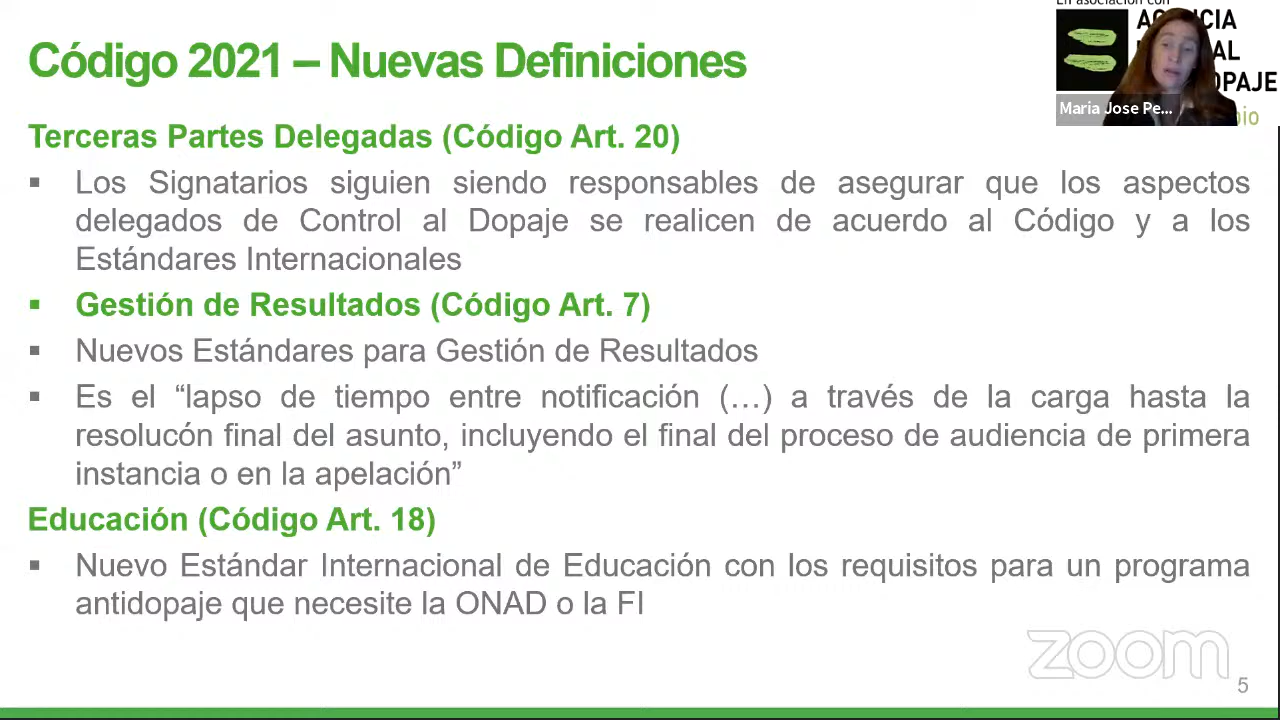 En asociación con
Código 2021 – Nuevas Definiciones
Maria Jose Pe...
Terceras Partes Delegadas (Código Art. 20)
▪ Los Signatarios siguien siendo responsables de asegurar que los aspectos
delegados de Control al Dopaje se realicen de acuerdo al Código y a los
Estándares Internacionales
▪ Gestión de Resultados (Código Art. 7)
▪ Nuevos Estándares para Gestión de Resultados
▪ Es el “lapso de tiempo entre notificación (…) a través de la carga hasta la
resolucón final del asunto, incluyendo el final del proceso de audiencia de primera
instancia o en la apelación”
Educación (Código Art. 18)
▪ Nuevo Estándar Internacional de Educación con los requisitos para un programa
antidopaje que necesite la ONAD o la FI
zoom
5